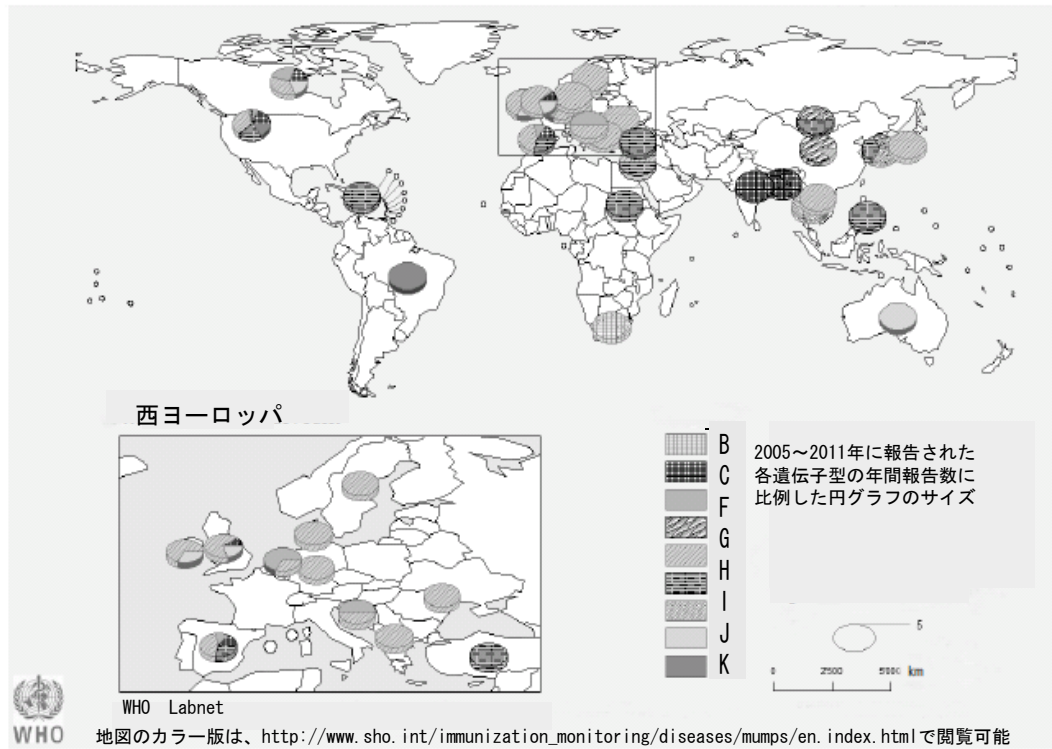 西ヨーロッパ
B
C
F
G
H
I
J
K
2005～2011年に報告された
各遺伝子型の年間報告数に
比例した円グラフのサイズ
5
0 2500 5000 km
WHO Labnet
WHO
地図のカラー版は、http://www.sho.int/immunization_monitoring/diseases/mumps/en.index.htmlで閲覧可能